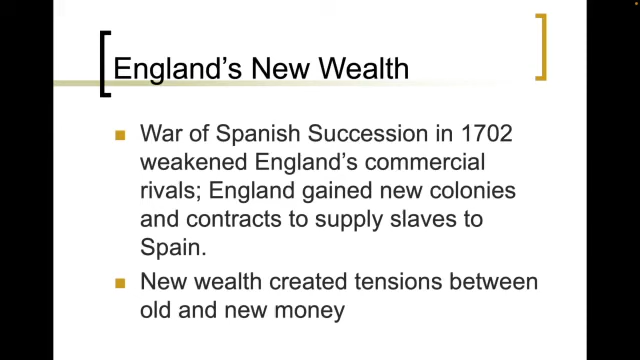 England's New Wealth
War of Spanish Succession in 1702
weakened England's commercial
rivals; England gained new colonies
and contracts to supply slaves to
Spain.
New wealth created tensions between
old and new money